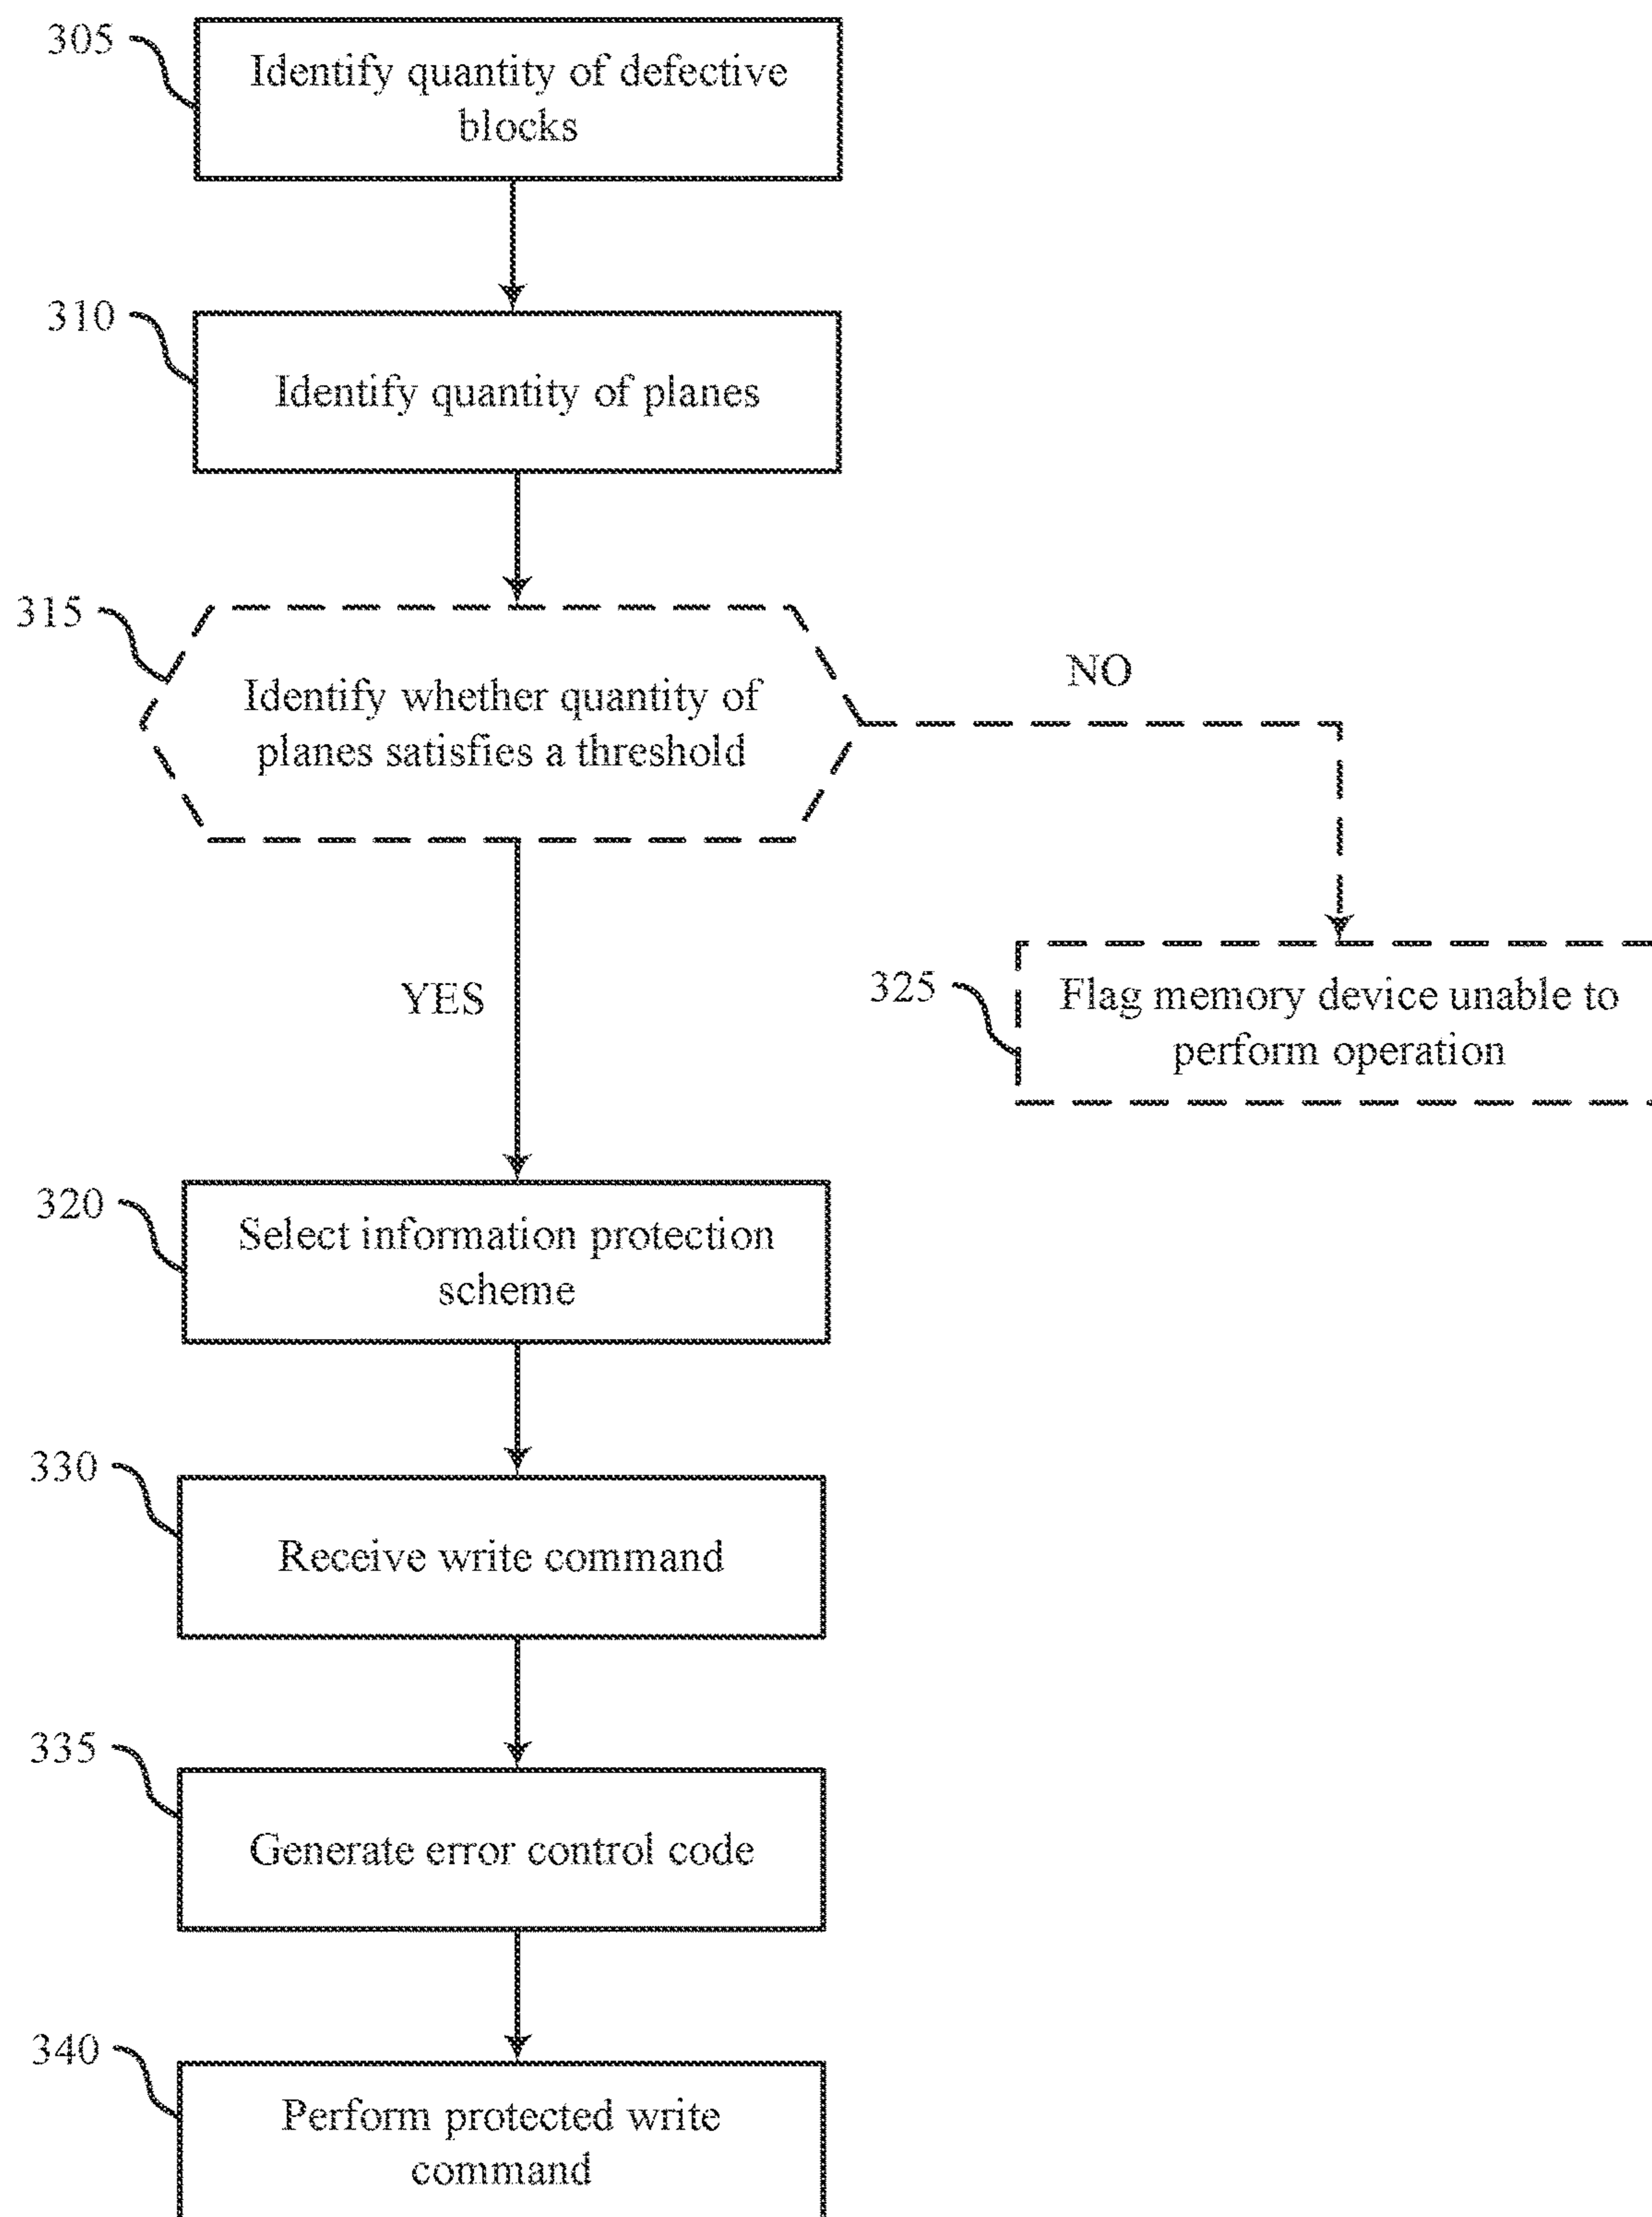 305
Identify quantity of defective
blocks
310
Identify quantity of planes
315
Identify whether quantity of
planes satisfies a threshold
NO
YES
325
Flag memory device unable to
perform operation
320
Select information protection
scheme
330
Receive write command
335
Generate error control code
340
Perform protected write
command